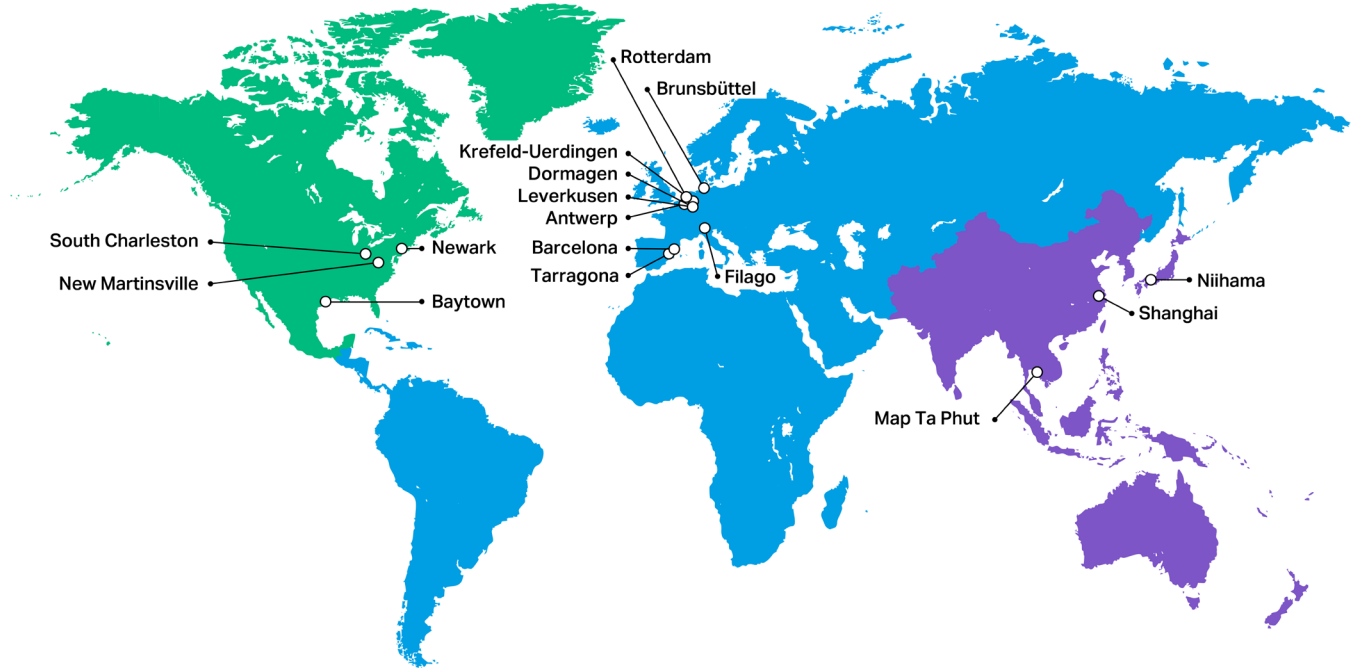 Rotterdam
Brunsbüttel
Krefeld-Uerdingen
Dormagen
Leverkusen
Antwerp
South Charleston
Newark
Barcelona
Tarragona
Filago
New Martinsville
Baytown
Niihama
Shanghai
Map Ta Phut